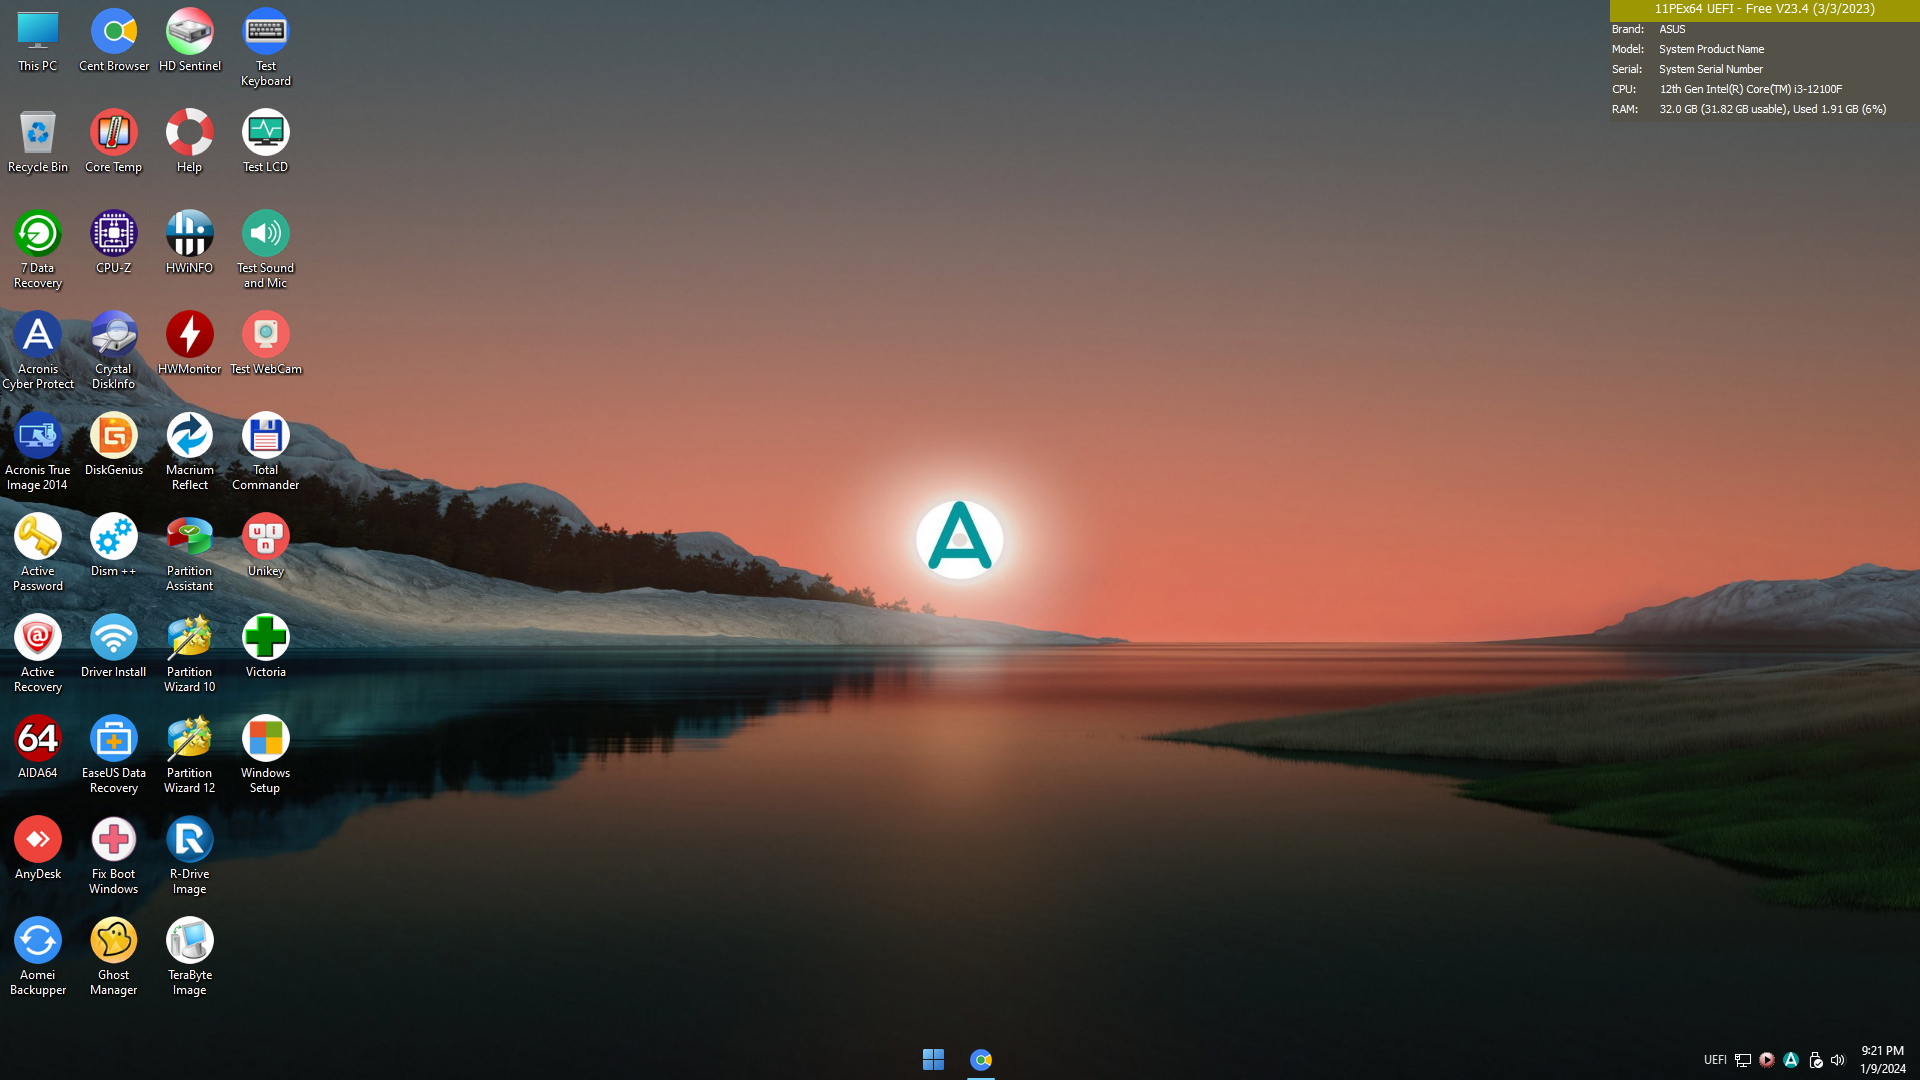 This PC
Cent Browser
HD Sentinel
Test
Keyboard
Recycle Bin
Core Temp
Help
Test LCD
7 Data
Recovery
CPU-Z
HWiNFO
Test Sound
and Mic
Acronis
Cyber Protect
Crystal
DiskInfo
HWMonitor
Test WebCam
Acronis True
Image 2014
DiskGenius
Macrium
Reflect
Total
Commander
Active
Password
Dism ++
Partition
Assistant
Unikey
Active
Recovery
Driver Install
Partition
Wizard 10
Victoria
64
AIDA64
EaseUS Data
Recovery
Partition
Wizard 12
Windows
Setup
AnyDesk
Fix Boot
Windows
R-Drive
Image
Aomei
Backupper
Ghost
Manager
TeraByte
Image
11PEx64 UEFI - Free V23.4 (3/3/2023)
Brand: ASUS
Model: System Product Name
Serial: System Serial Number
CPU: 12th Gen Intel(R) Core(TM) i3-12100F
RAM: 32.0 GB (31.82 GB usable), Used 1.91 GB (6%)
A
UEFI
9:21 PM
1/9/2024